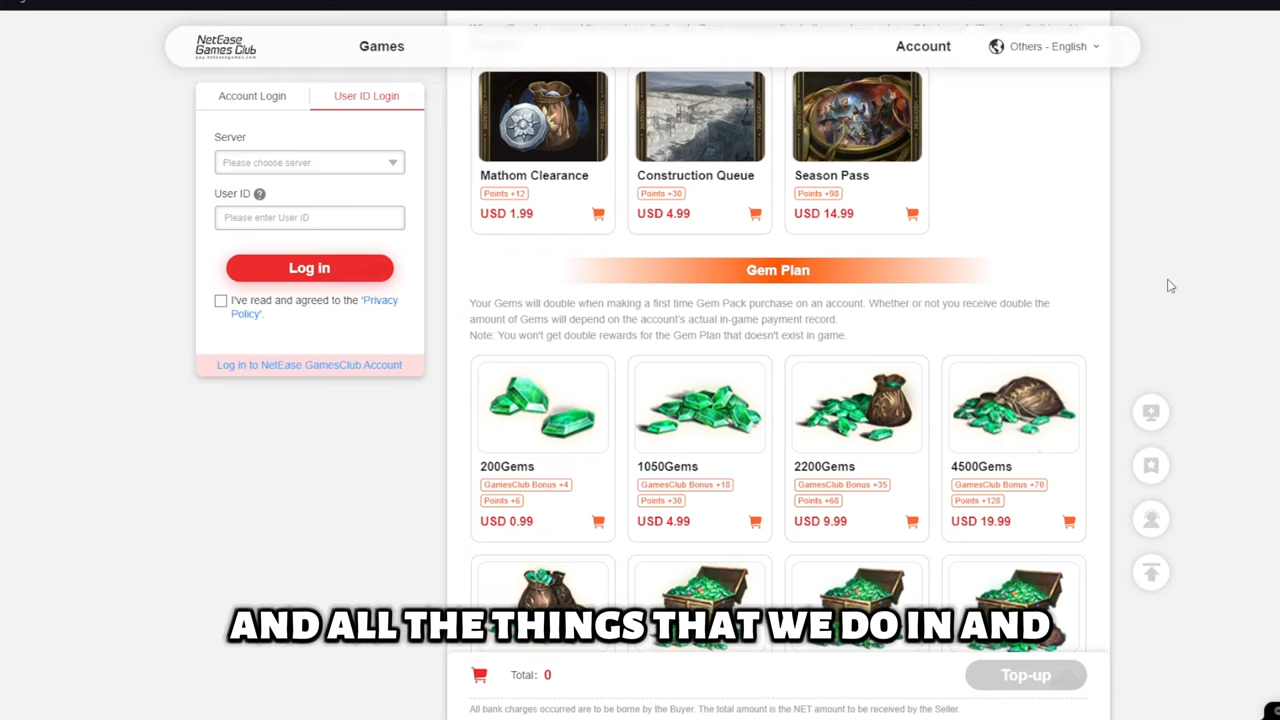 NetEase
Games Club
pay.neteasegames.com
Games
Account
Others - English
Account Login
User ID Login
Server
Please choose server
User ID ?
Please enter User ID
Log in
I've read and agreed to the 'Privacy
Policy'.
Log in to NetEase GamesClub Account
Mathom Clearance
Points +12
USD 1.99
Construction Queue
Points +30
USD 4.99
Season Pass
Points +98
USD 14.99
Gem Plan
Your Gems will double when making a first time Gem Pack purchase on an account. Whether or not you receive double the
amount of Gems will depend on the account's actual in-game payment record.
Note: You won't get double rewards for the Gem Plan that doesn't exist in game.
200Gems
GamesClub Bonus +4
Points +6
USD 0.99
1050Gems
GamesClub Bonus +18
Points +30
USD 4.99
2200Gems
GamesClub Bonus +35
Points +68
USD 9.99
4500Gems
GamesClub Bonus +70
Points +128
USD 19.99
AND ALL THE THINGS THAT WE DO IN AND
Total: 0
Top-up
All bank charges occurred are to be borne by the Buyer. The total amount is the NET amount to be received by the Seller.